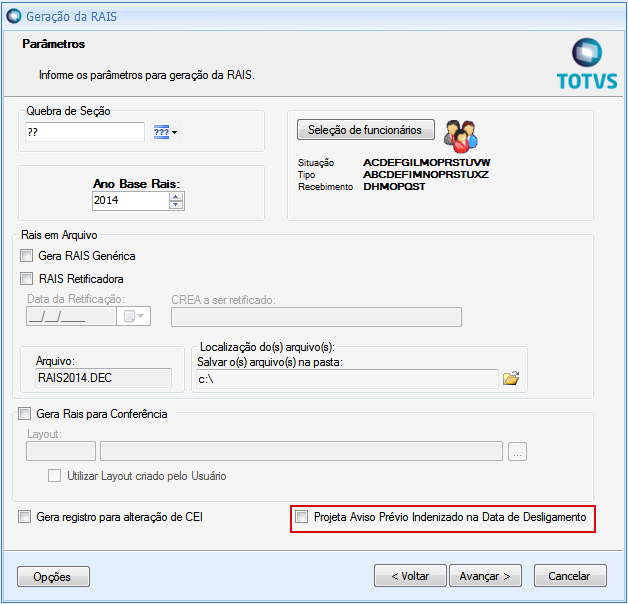 Geração da RAIS
Parâmetros
Informe os parâmetros para geração da RAIS.
TOTVS
Quebra de Seção
??
???
Seleção de funcionários
Situação ACDEFGILMOPRSTUVW
Tipo ABCDEFIMNOPRSTUXZ
Recebimento DHMOPQST
Ano Base Rais:
2014
Rais em Arquivo
Gera RAIS Genérica
RAIS Retificadora
Data da Retificação:
CREA a ser retificado:
__/__/____
Arquivo:
RAIS2014.DEC
Localização do(s) arquivo(s):
Salvar o(s) arquivo(s) na pasta:
c:\
Gera Rais para Conferência
Layout:
...
Utilizar Layout criado pelo Usuário
Gera registro para alteração de CEI
Projeta Aviso Prévio Indenizado na Data de Desligamento
Opções
< Voltar
Avançar >
Cancelar